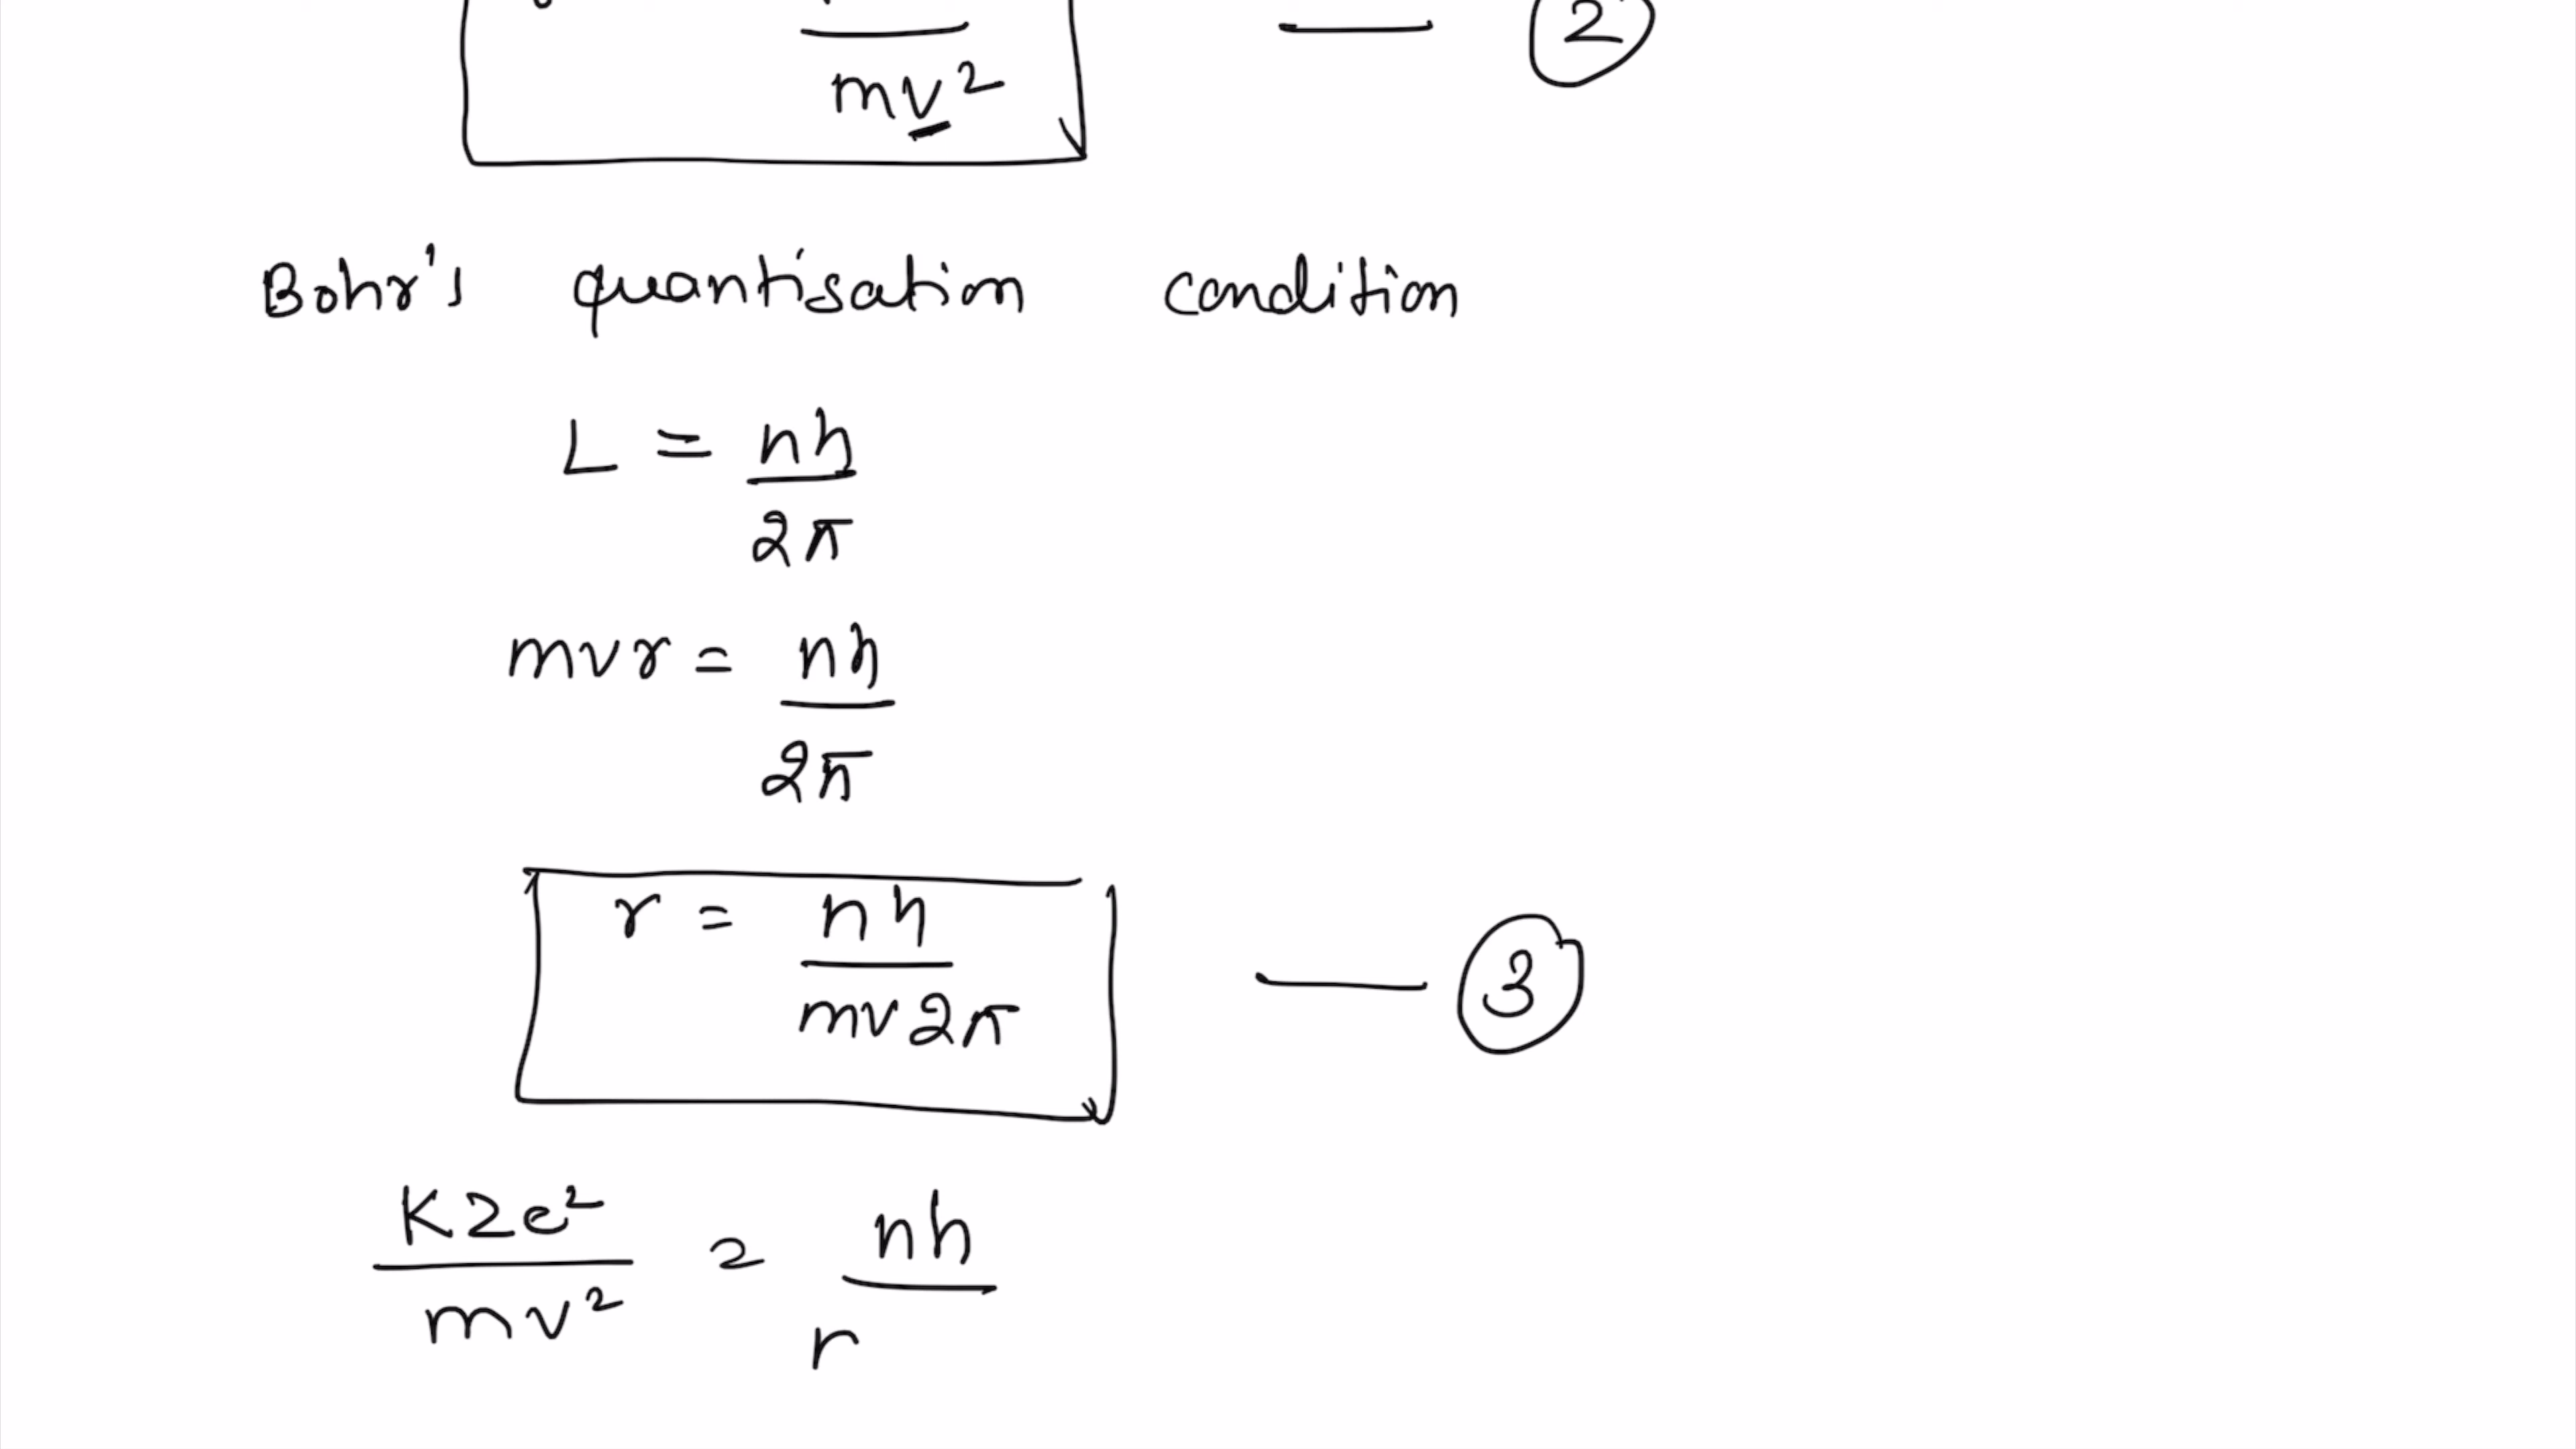 mv² — 2
Bohr's quantisation condition
L = nh
2π
mvr = nh
2π
r = nh
mv2π — 3
KZe² = nh
mv² r